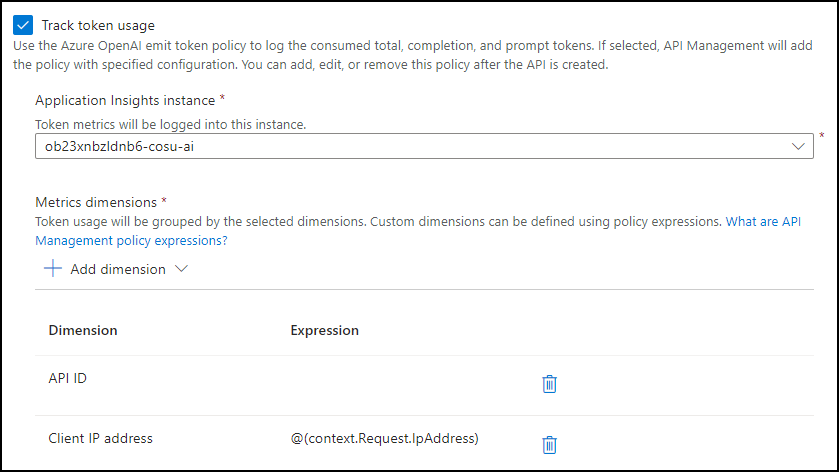 Track token usage
Use the Azure OpenAI emit token policy to log the consumed total, completion, and prompt tokens. If selected, API Management will add
the policy with specified configuration. You can add, edit, or remove this policy after the API is created.
Application Insights instance *
Token metrics will be logged into this instance.
ob23xnbzldnb6-cosu-ai *
Metrics dimensions *
Token usage will be grouped by the selected dimensions. Custom dimensions can be defined using policy expressions. What are API
Management policy expressions?
Add dimension
Dimension Expression
API ID
Client IP address @(context.Request.IpAddress)